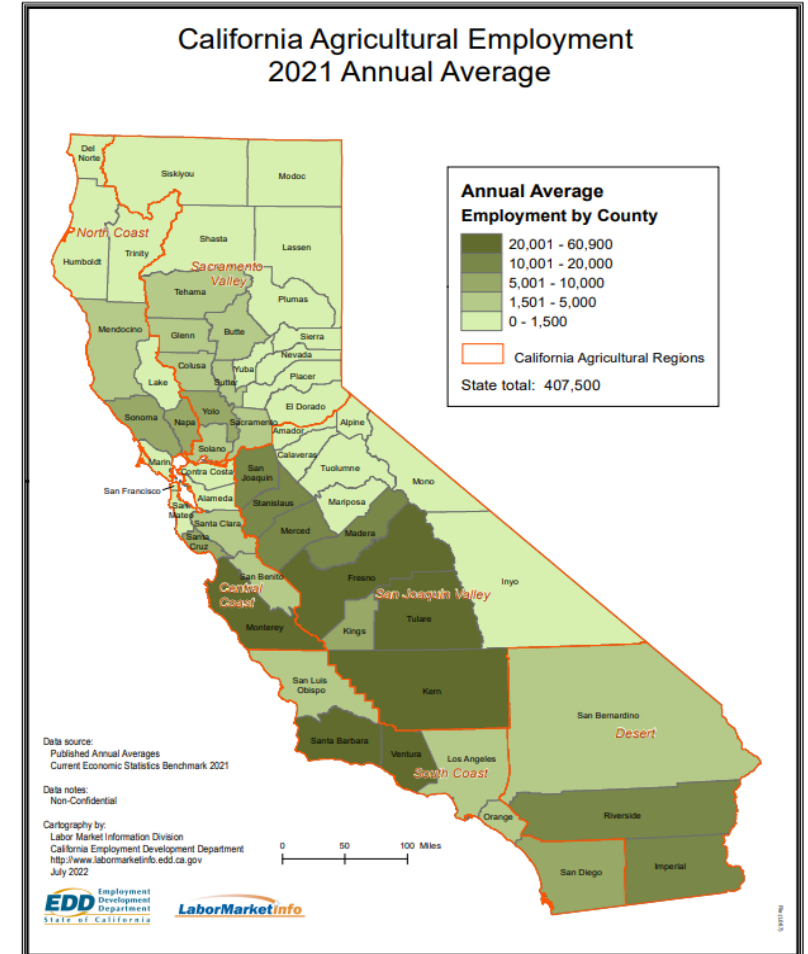 California Agricultural Employment
2021 Annual Average
Annual Average
Employment by County
20,001 - 60,900
10,001 - 20,000
5,001 - 10,000
1,501 - 5,000
0 - 1,500
California Agricultural Regions
State total: 407,500
Del
Norte
Siskiyou
Modoc
North Coast
Humboldt
Trinity
Shasta
Lassen
Sacramento
Valley
Tehama
Plumas
Mendocino
Glenn
Butte
Sierra
Nevada
Colusa
Yuba
Placer
Lake
Sutter
El Dorado
Sonoma
Napa
Yolo
Sacramento
Alpine
Amador
Solano
Marin
Calaveras
Contra Costa
San
Joaquin
Tuolumne
San Francisco
Alameda
Mono
Stanislaus
Mariposa
San
Mateo
Santa Clara
Merced
Madera
Santa
Cruz
San Benito
Fresno
Inyo
Central
Coast
San Joaquin Valley
Monterey
Kings
Tulare
San Luis
Obispo
Kern
San Bernardino
Desert
Santa Barbara
Ventura
Los Angeles
South Coast
Orange
Riverside
San Diego
Imperial
Data source:
Published Annual Averages
Current Economic Statistics Benchmark 2021
Data notes:
Non-Confidential
Cartography by:
Labor Market Information Division
California Employment Development Department
http://www.labormarketinfo.edd.ca.gov
July 2022
0 50 100 Miles
EDD Employment
Development
Department
State of California
LaborMarketInfo